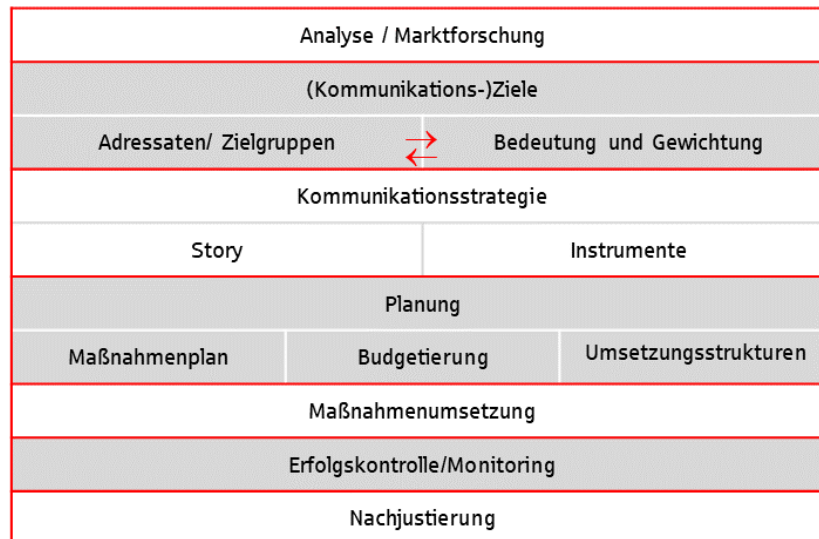 Analyse / Marktforschung
(Kommunikations-)Ziele
Adressaten/ Zielgruppen
Bedeutung und Gewichtung
Kommunikationsstrategie
Story
Instrumente
Planung
Maßnahmenplan
Budgetierung
Umsetzungsstrukturen
Maßnahmenumsetzung
Erfolgskontrolle/Monitoring
Nachjustierung